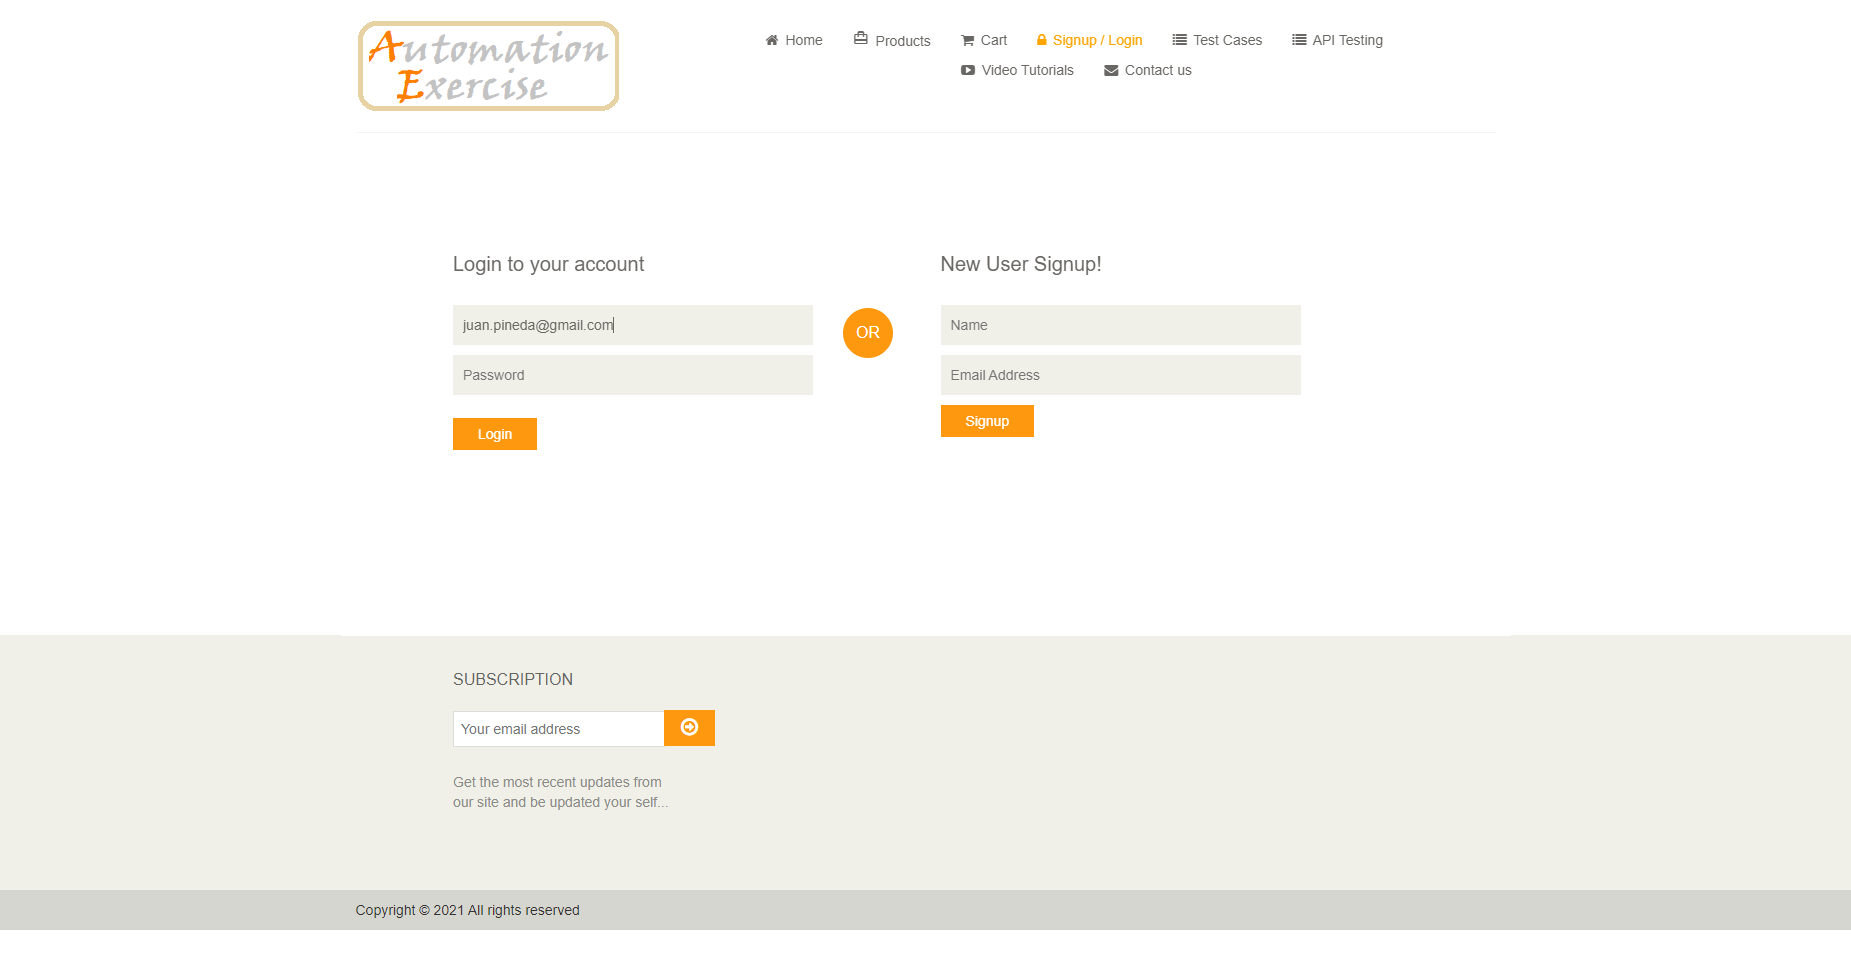 Automation
Exercise
Home Products Cart Signup / Login Test Cases API Testing
Video Tutorials Contact us
Login to your account
juan.pineda@gmail.com
Password
Login
OR
New User Signup!
Name
Email Address
Signup
SUBSCRIPTION
Your email address
Get the most recent updates from
our site and be updated your self...
Copyright © 2021 All rights reserved